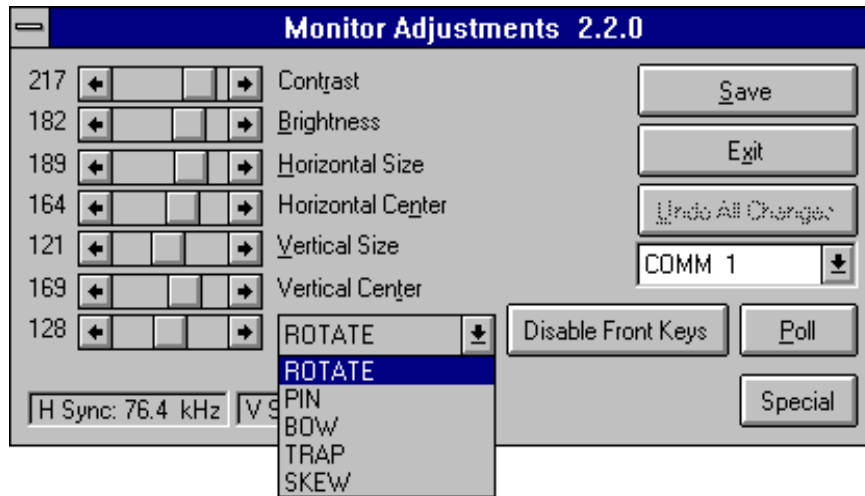 Monitor Adjustments 2.2.0
217 Contrast
182 Brightness
189 Horizontal Size
164 Horizontal Center
121 Vertical Size
169 Vertical Center
128 ROTATE
ROTATE
PIN
BOW
TRAP
SKEW
Save
Exit
Undo All Changes
COMM 1
Disable Front Keys
Poll
Special
H Sync: 76.4 kHz
V S